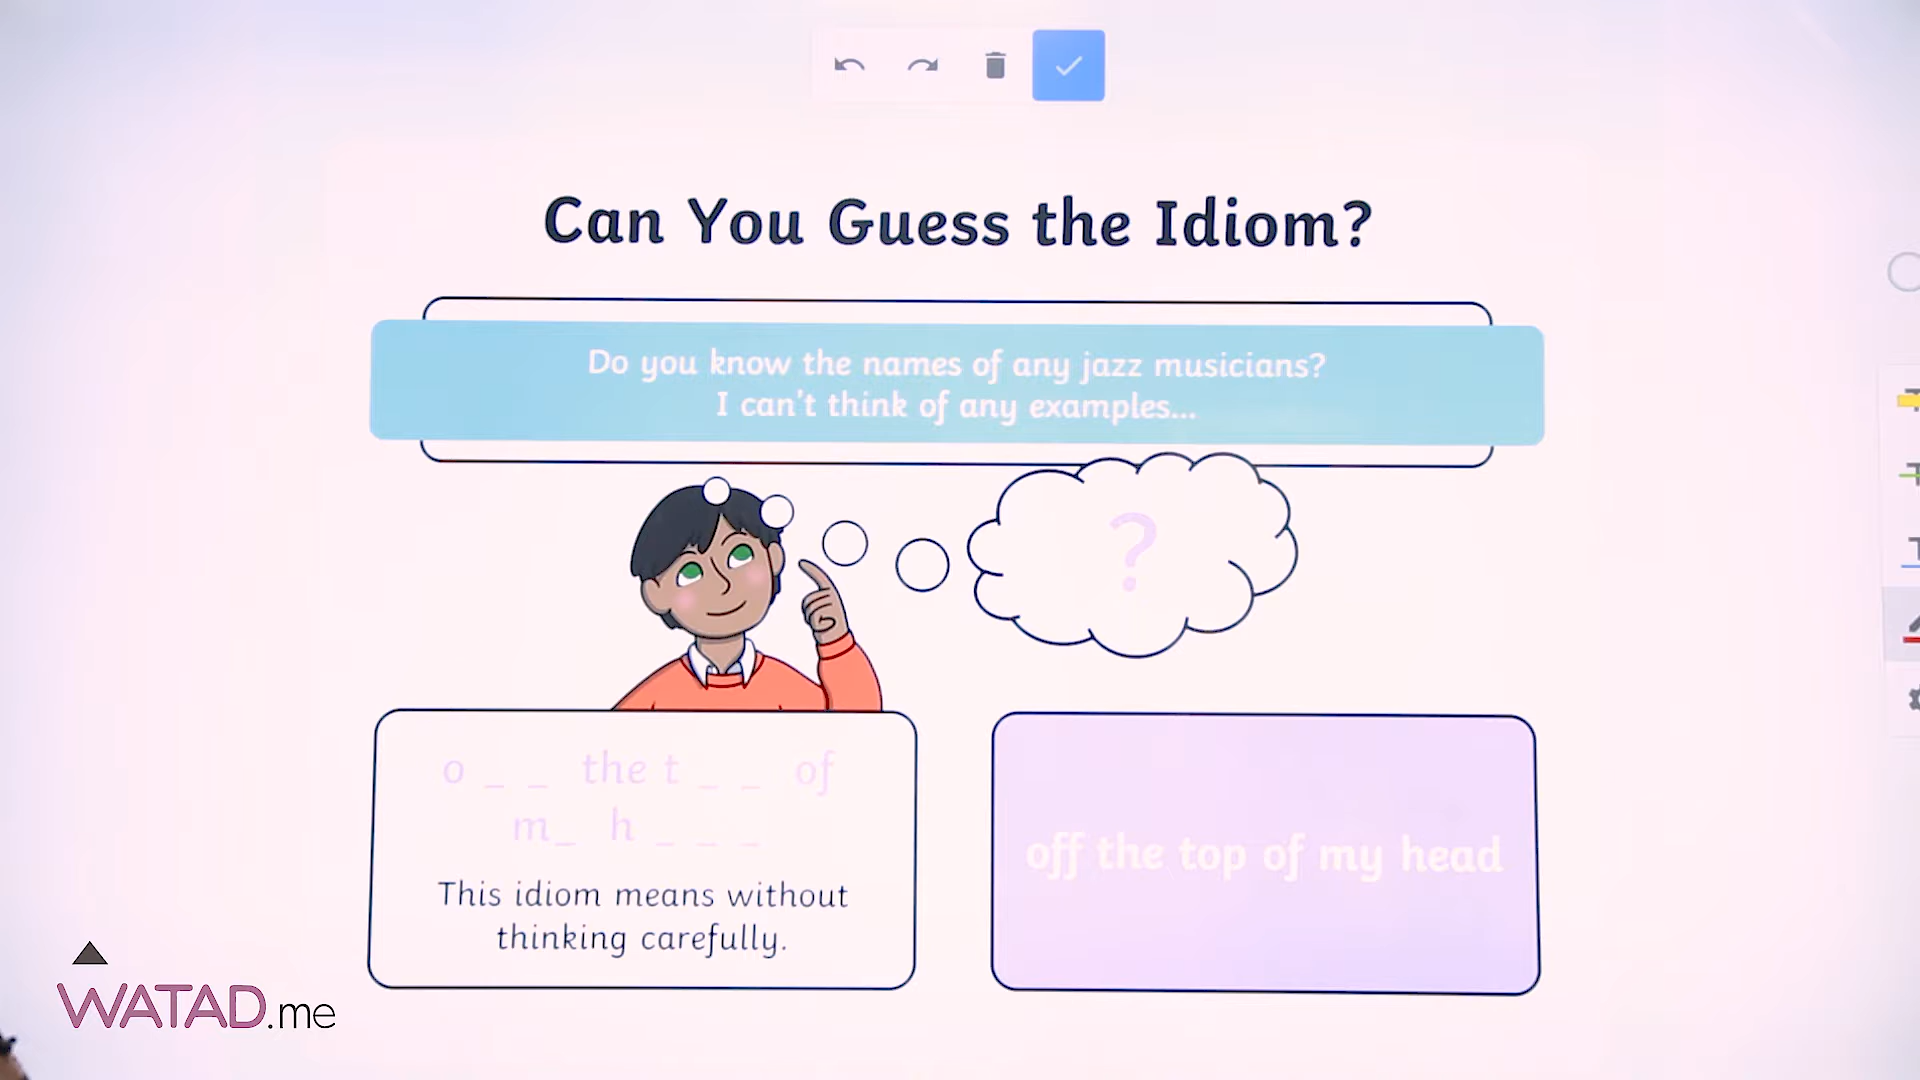 Can You Guess the Idiom?
Do you know the names of any jazz musicians?
I can't think of any examples...
?
o _ _ the t _ _ of
m_ h _ _ _
This idiom means without
thinking carefully.
off the top of my head
WATAD.me